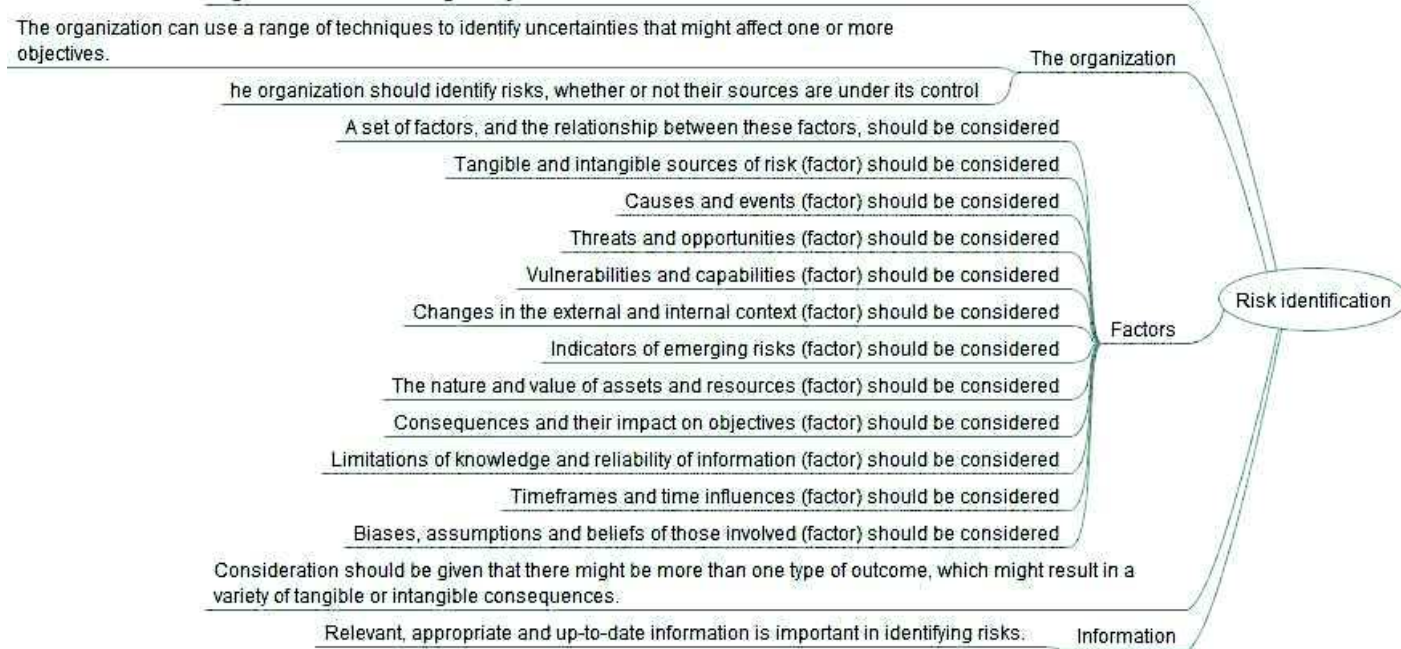 The organization can use a range of techniques to identify uncertainties that might affect one or more
objectives.
The organization
he organization should identify risks, whether or not their sources are under its control
A set of factors, and the relationship between these factors, should be considered
Tangible and intangible sources of risk (factor) should be considered
Causes and events (factor) should be considered
Threats and opportunities (factor) should be considered
Vulnerabilities and capabilities (factor) should be considered
Changes in the external and internal context (factor) should be considered
Risk identification
Factors
Indicators of emerging risks (factor) should be considered
The nature and value of assets and resources (factor) should be considered
Consequences and their impact on objectives (factor) should be considered
Limitations of knowledge and reliability of information (factor) should be considered
Timeframes and time influences (factor) should be considered
Biases, assumptions and beliefs of those involved (factor) should be considered
Consideration should be given that there might be more than one type of outcome, which might result in a
variety of tangible or intangible consequences.
Relevant, appropriate and up-to-date information is important in identifying risks.
Information